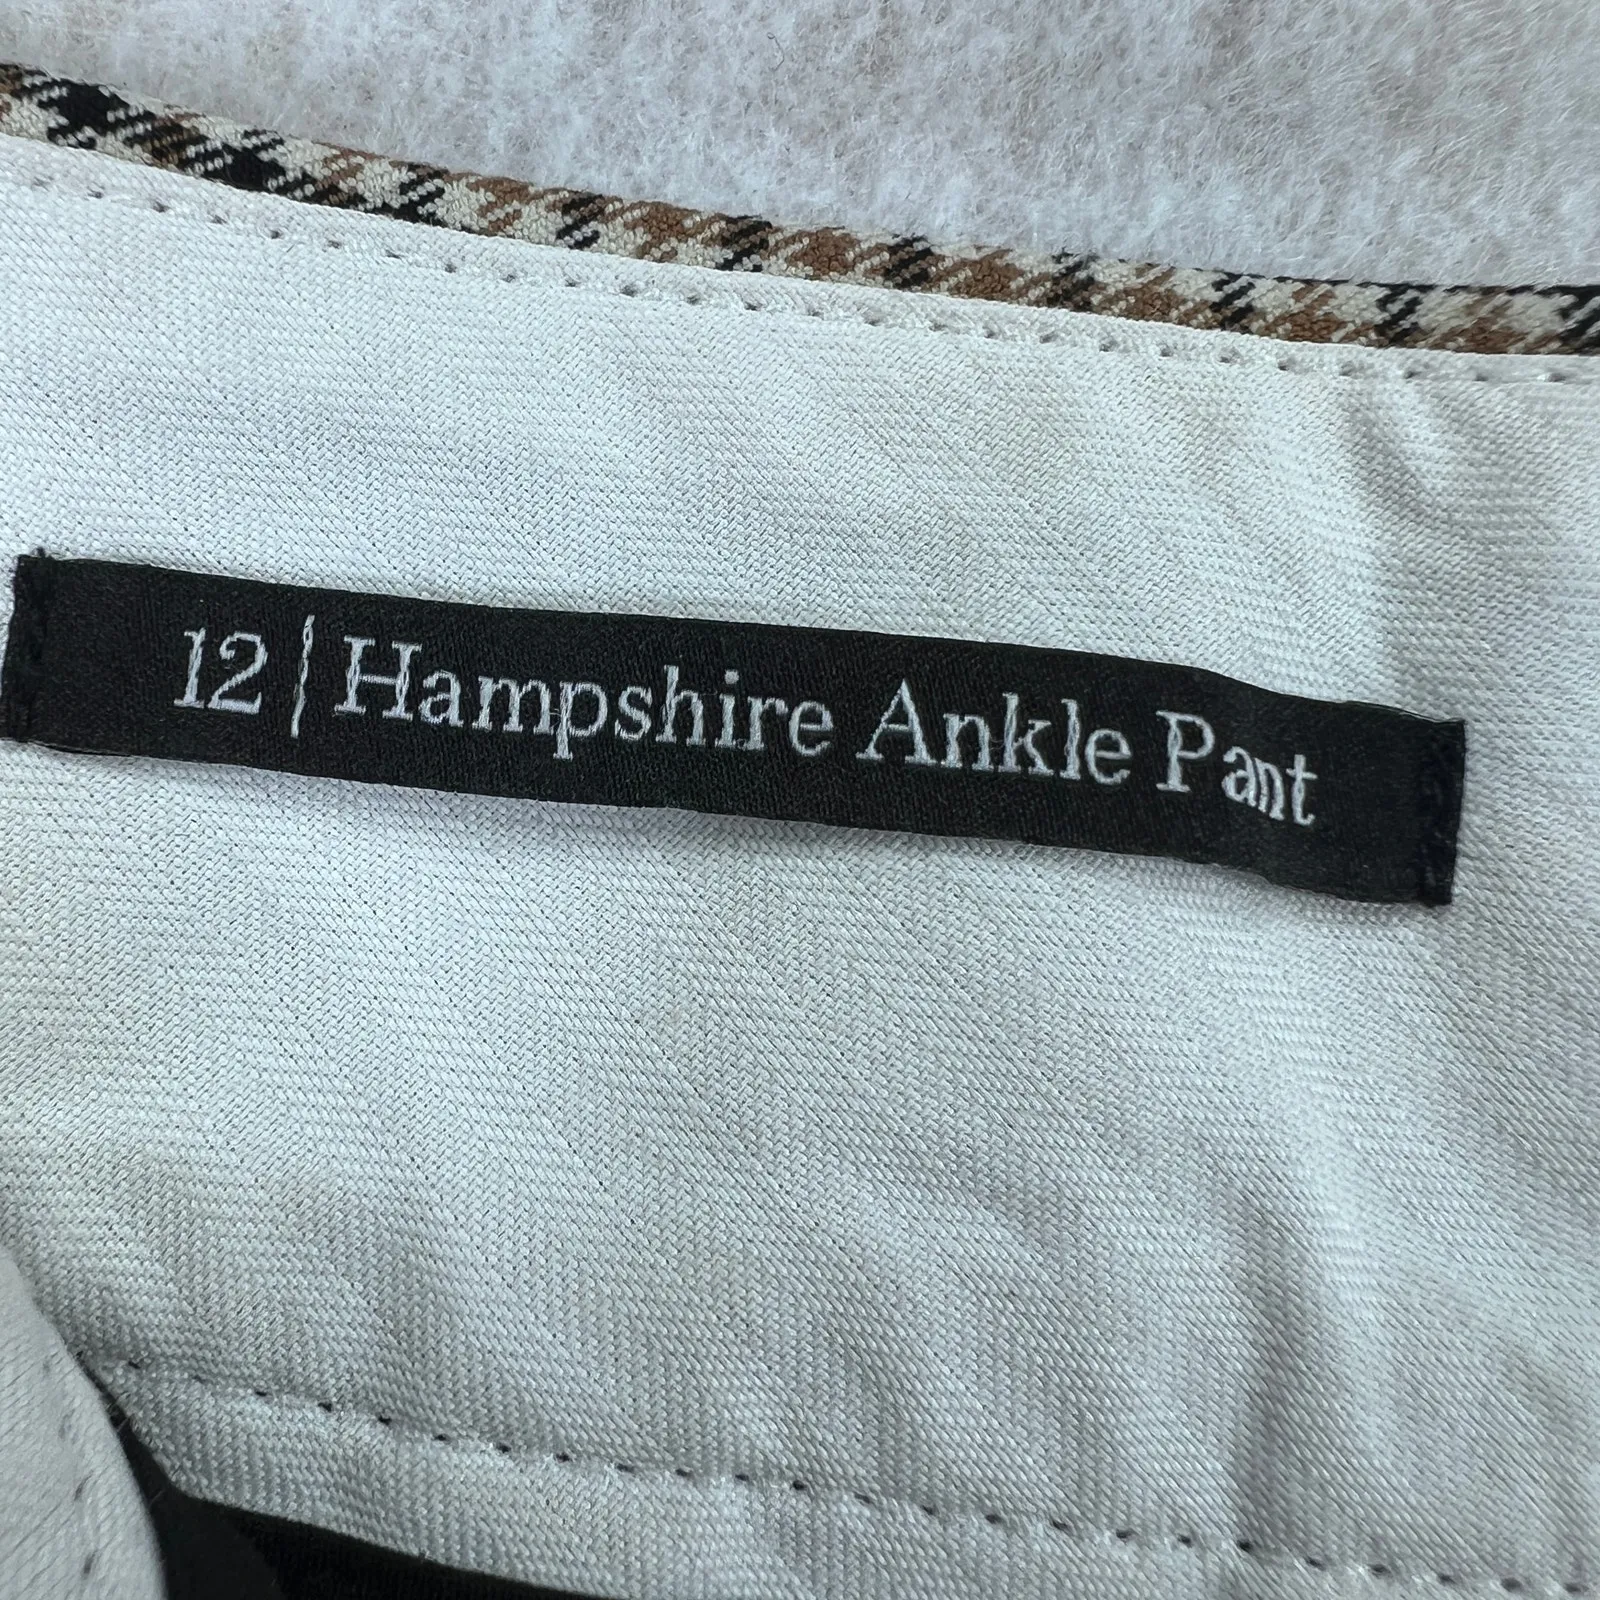 12 | Hampshire Ankle Pant